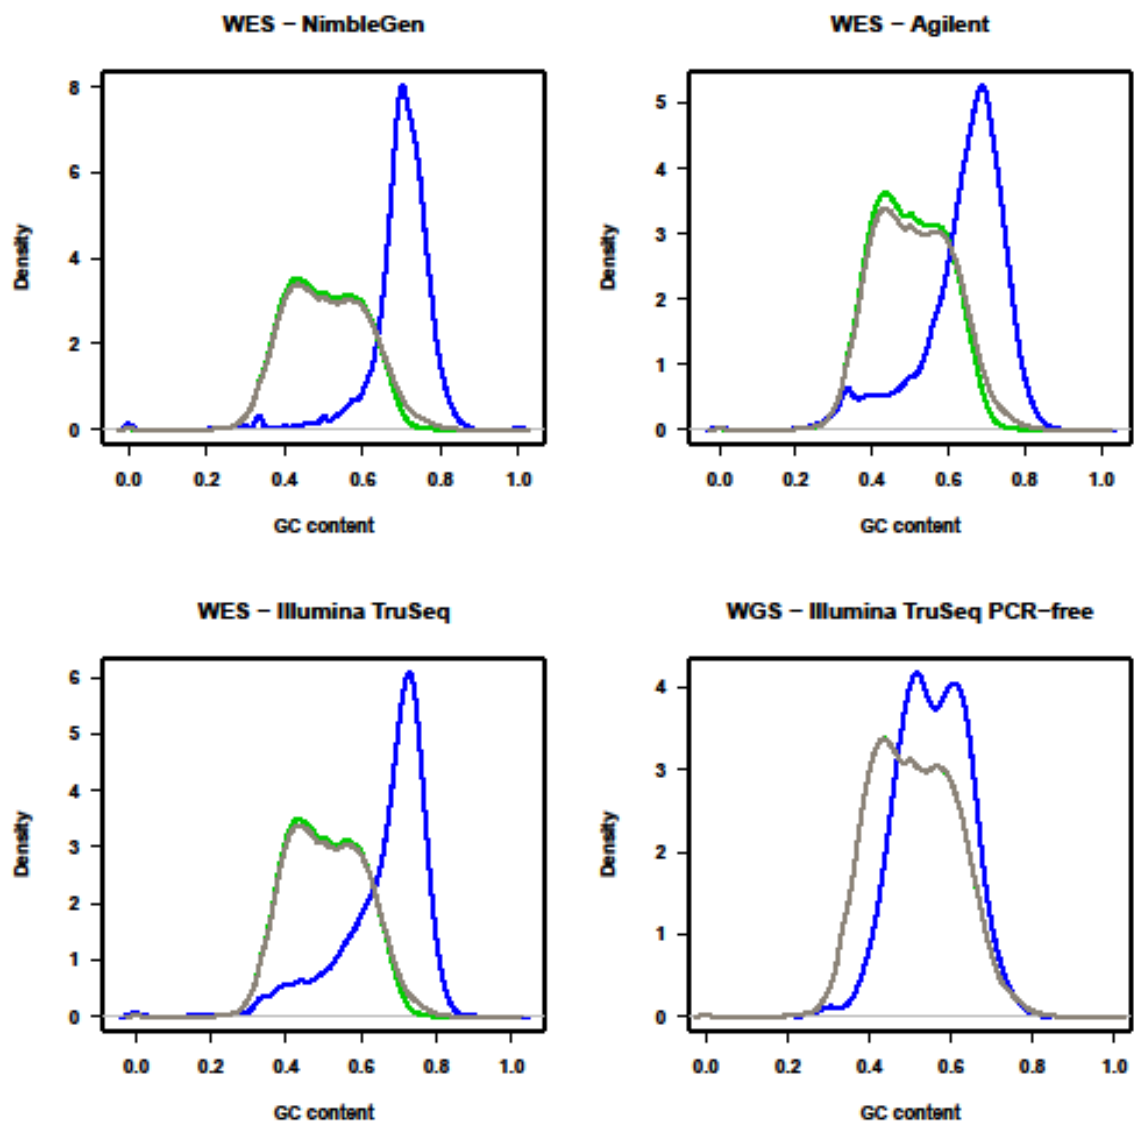 WES – NimbleGen
Density
8
6
4
2
0
0.0 0.2 0.4 0.6 0.8 1.0
GC content
WES – Agilent
Density
5
4
3
2
1
0
0.0 0.2 0.4 0.6 0.8 1.0
GC content
WES – Illumina TruSeq
Density
6
5
4
3
2
1
0
0.0 0.2 0.4 0.6 0.8 1.0
GC content
WGS – Illumina TruSeq PCR–free
Density
4
3
2
1
0
0.0 0.2 0.4 0.6 0.8 1.0
GC content